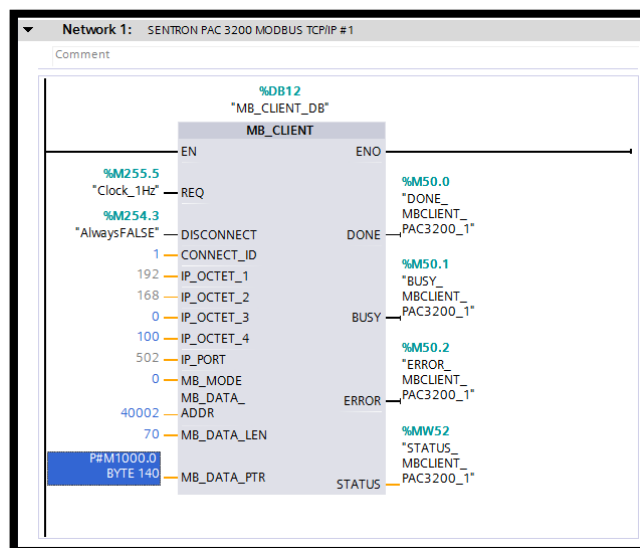 Network 1: SENTRON PAC 3200 MODBUS TCP/IP #1
Comment
%DB12
"MB_CLIENT_DB"
MB_CLIENT
EN ENO
%M255.5
"Clock_1Hz" REQ
%M254.3
"AlwaysFALSE" DISCONNECT
1 CONNECT_ID
192 IP_OCTET_1
168 IP_OCTET_2
0 IP_OCTET_3
100 IP_OCTET_4
502 IP_PORT
0 MB_MODE
MB_DATA_
40002 ADDR
70 MB_DATA_LEN
P#M1000.0
BYTE 140 MB_DATA_PTR
%M50.0
"DONE_
MBCLIENT_
DONE PAC3200_1"
%M50.1
"BUSY_
MBCLIENT_
BUSY PAC3200_1"
%M50.2
"ERROR_
MBCLIENT_
ERROR PAC3200_1"
%MW52
"STATUS_
MBCLIENT_
STATUS PAC3200_1"